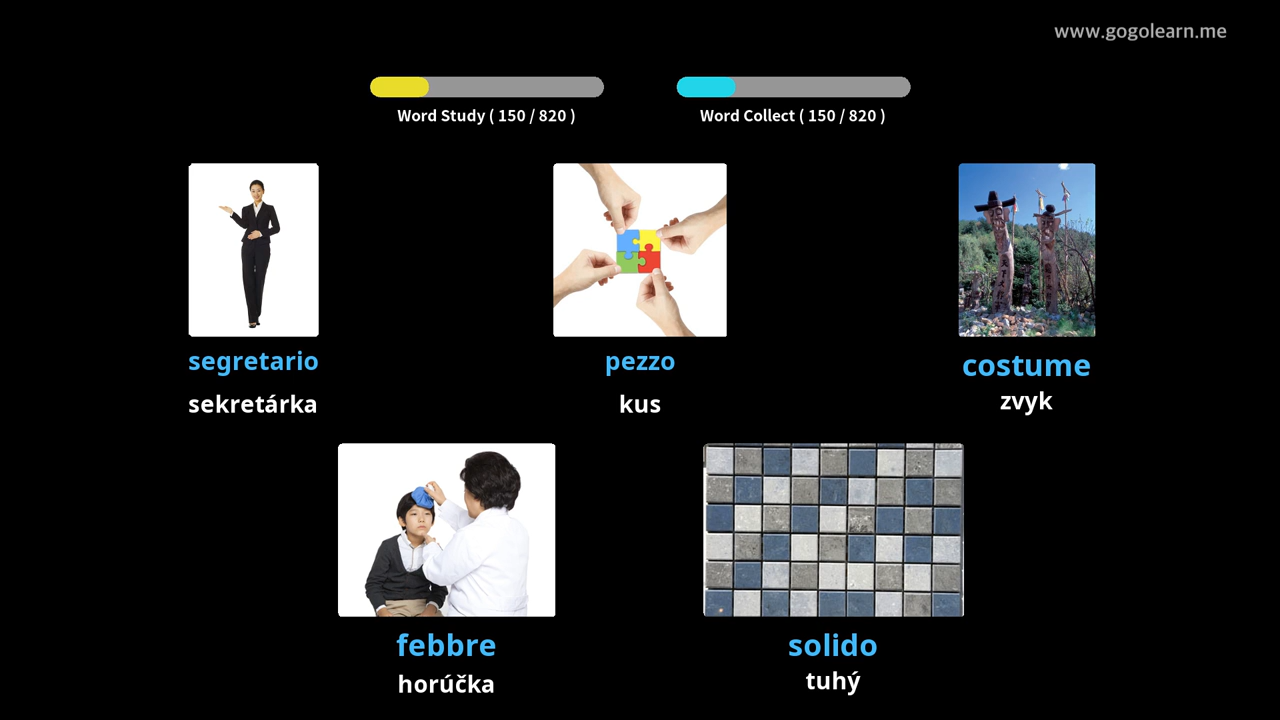 www.gogolearn.me
Word Study ( 150 / 820 )
Word Collect ( 150 / 820 )
segretario
sekretárka
pezzo
kus
costume
zvyk
febbre
horúčka
solido
tuhý